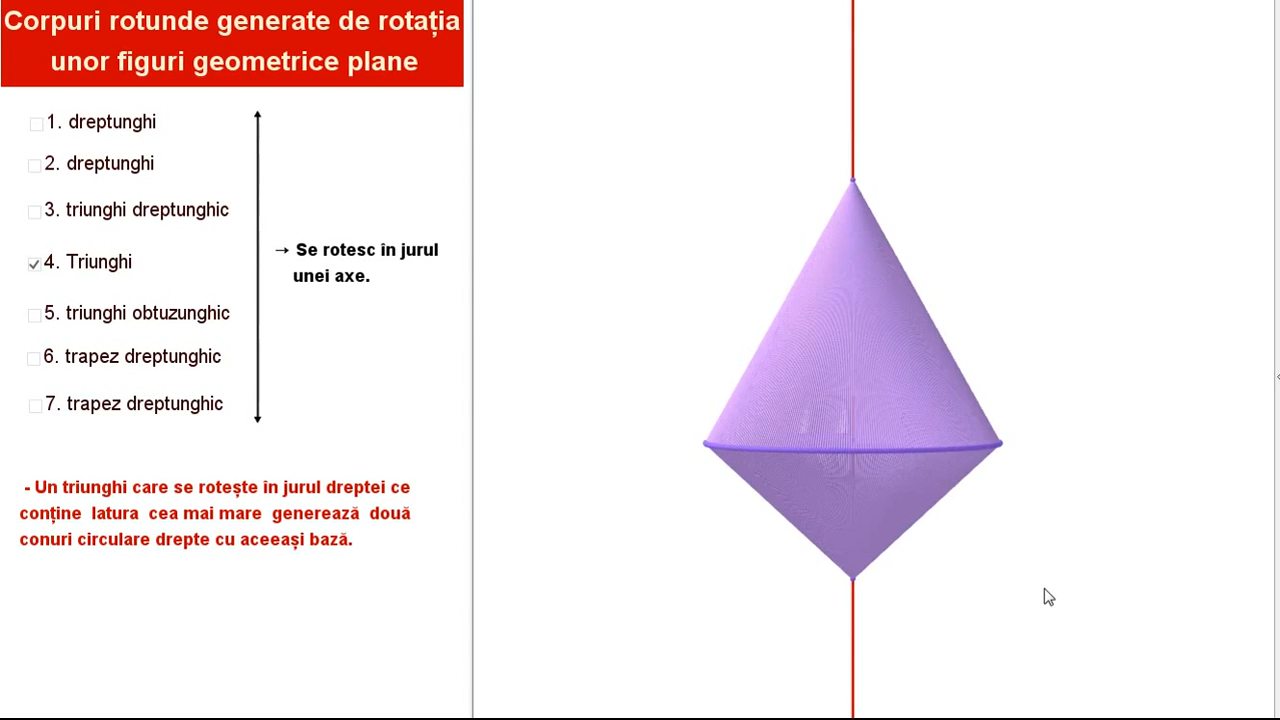 Corpuri rotunde generate de rotația
unor figuri geometrice plane
1. dreptunghi
2. dreptunghi
3. triunghi dreptunghic
4. Triunghi
5. triunghi obtuzunghic
6. trapez dreptunghic
7. trapez dreptunghic
→ Se rotesc în jurul
unei axe.
- Un triunghi care se rotește in jurul dreptei ce
conține latura cea mai mare generează două
conuri circulare drepte cu aceeași bază.